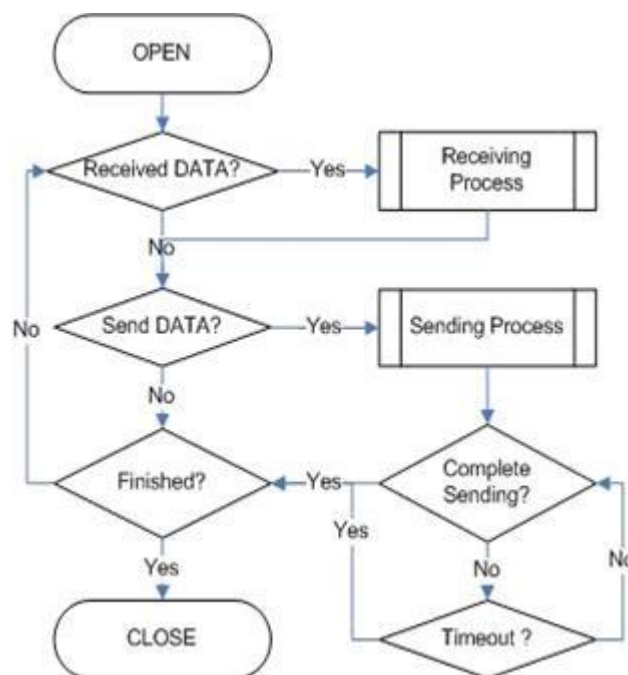 OPEN
Received DATA?
Yes
Receiving
Process
No
Send DATA?
Yes
Sending Process
No
No
Finished?
Yes
Complete
Sending?
Yes
No
No
Yes
Timeout ?
CLOSE